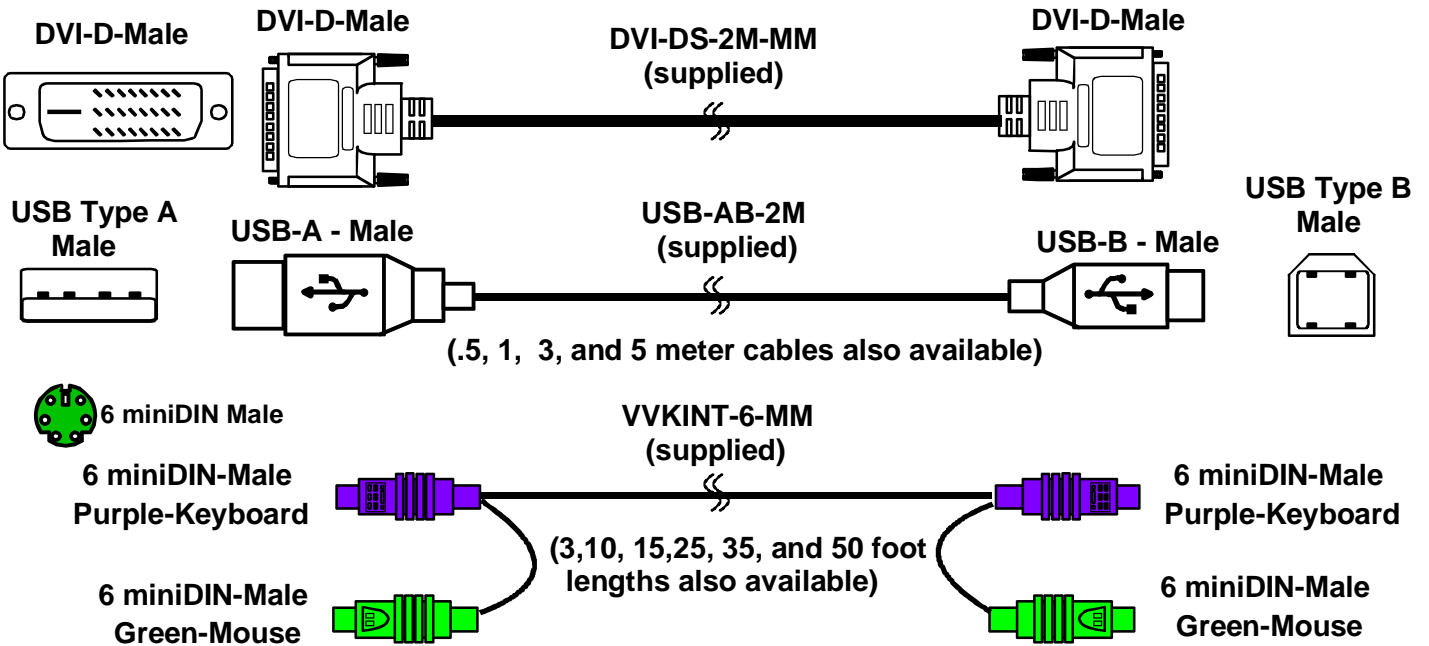 DVI-D-Male
DVI-D-Male
DVI-DS-2M-MM
(supplied)
DVI-D-Male
USB Type A
Male
USB-A - Male
USB-AB-2M
(supplied)
USB-B - Male
USB Type B
Male
(.5, 1, 3, and 5 meter cables also available)
6 miniDIN Male
VVKINT-6-MM
(supplied)
6 miniDIN-Male
Purple-Keyboard
6 miniDIN-Male
Purple-Keyboard
(3,10, 15,25, 35, and 50 foot
lengths also available)
6 miniDIN-Male
Green-Mouse
6 miniDIN-Male
Green-Mouse